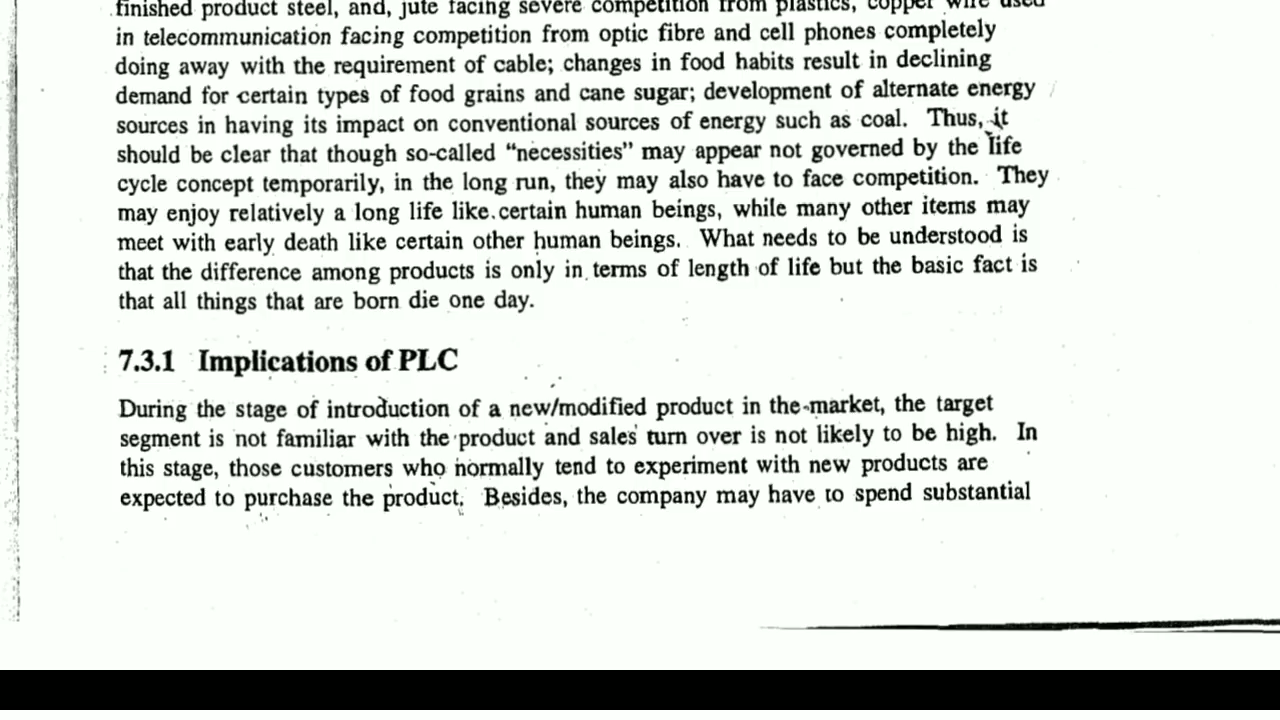 finished product steel, and, jute facing severe competition from plastics, copper wire used
in telecommunication facing competition from optic fibre and cell phones completely
doing away with the requirement of cable; changes in food habits result in declining
demand for certain types of food grains and cane sugar; development of alternate energy
sources in having its impact on conventional sources of energy such as coal. Thus, it
should be clear that though so-called “necessities” may appear not governed by the life
cycle concept temporarily, in the long run, they may also have to face competition. They
may enjoy relatively a long life like certain human beings, while many other items may
meet with early death like certain other human beings. What needs to be understood is
that the difference among products is only in terms of length of life but the basic fact is
that all things that are born die one day.
7.3.1 Implications of PLC
During the stage of introduction of a new/modified product in the market, the target
segment is not familiar with the product and sales turn over is not likely to be high. In
this stage, those customers who normally tend to experiment with new products are
expected to purchase the product. Besides, the company may have to spend substantial